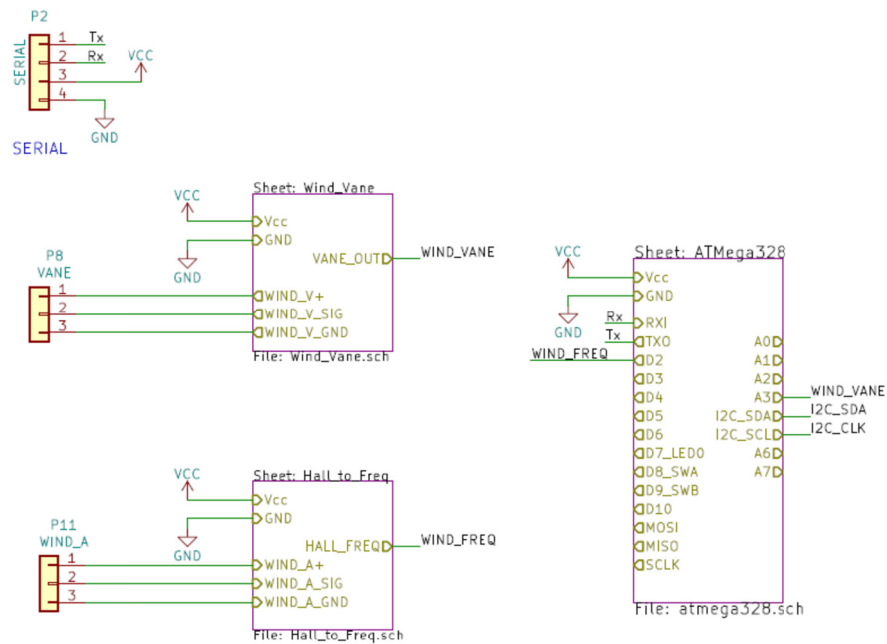 P2
SERIAL
1 Tx
2 Rx
3
4
VCC
GND
SERIAL
Sheet: Wind_Vane
VCC
Vcc
GND
GND
VANE_OUT
WIND_VANE
P8
VANE
1
2
3
WIND_V+
WIND_V_SIG
WIND_V_GND
File: Wind_Vane.sch
Sheet: Hall_to_Freq
VCC
Vcc
GND
GND
HALL_FREQ
WIND_FREQ
P11
WIND_A
1
2
3
WIND_A+
WIND_A_SIG
WIND_A_GND
File: Hall_to_Freq.sch
Sheet: ATMega328
VCC
Vcc
GND
GND
Rx
RXI
Tx
TXO
WIND_FREQ
D2
D3
D4
D5
D6
D7_LED0
D8_SWA
D9_SWB
D10
MOSI
MISO
SCLK
A0
A1
A2
A3
WIND_VANE
I2C_SDA
I2C_SDA
I2C_SCL
I2C_CLK
A6
A7
File: atmega328.sch